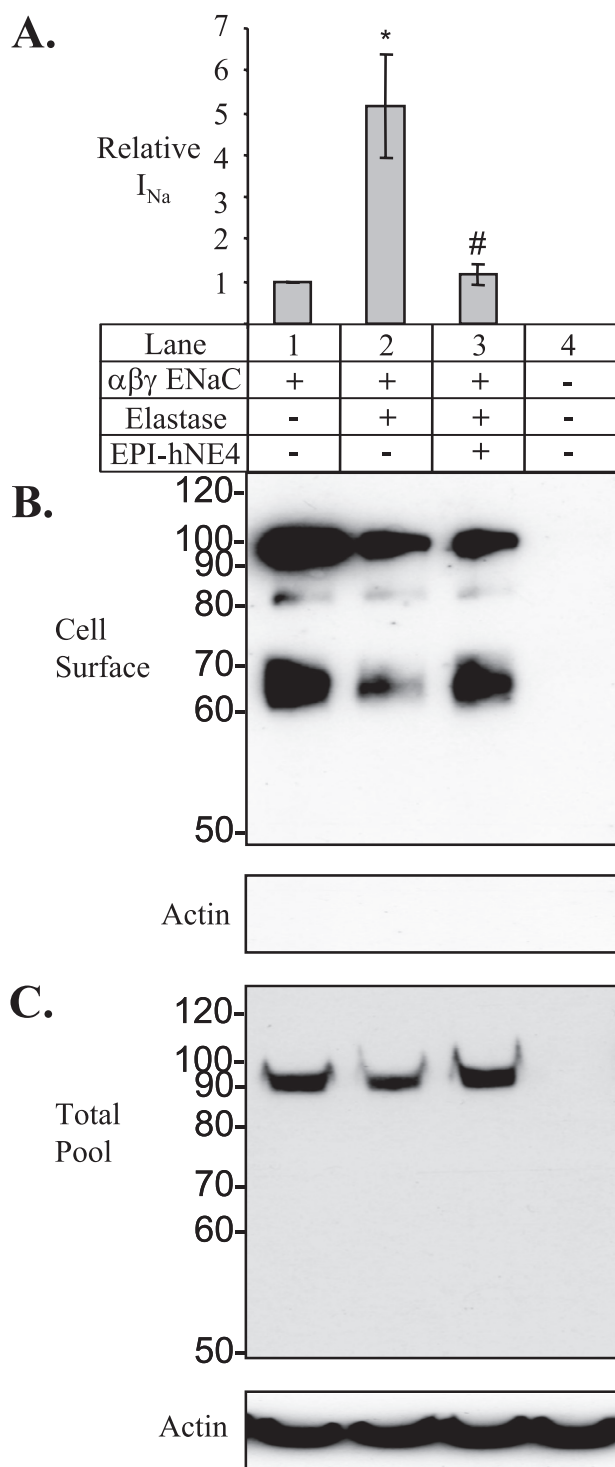 A.
7
6
5
4
3
2
1
Relative
I_Na
*
#
Lane 1 2 3 4
αβγ ENaC + + + -
Elastase - + + -
EPI-hNE4 - - + -
B.
120
100
90
80
70
60
50
Cell
Surface
Actin
C.
120
100
90
80
70
60
50
Total
Pool
Actin